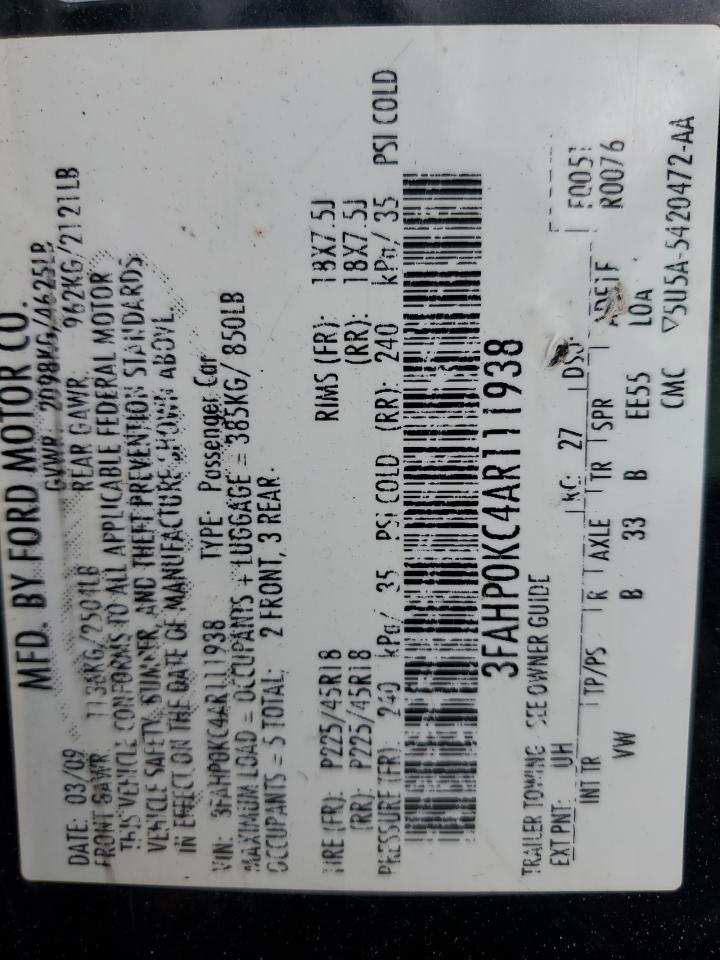 MFD. BY FORD MOTOR CO.
DATE: 03/09 GVWR 2098KG/4625LB
FRONT GAWR 1134KG/2501LB REAR GAWR 962KG/2121LB
THIS VEHICLE CONFORMS TO ALL APPLICABLE FEDERAL MOTOR
VEHICLE SAFETY, BUMPER, AND THEFT PREVENTION STANDARDS
IN EFFECT ON THE DATE OF MANUFACTURE SHOWN ABOVE.
VIN: 3FAHP0KC4AR111938 TYPE: Passenger Car
MAXIMUM LOAD = OCCUPANTS + LUGGAGE = 385KG/ 850LB
OCCUPANTS = 5 TOTAL; 2 FRONT, 3 REAR
TIRE (FR): P225/45R18 RIMS (FR): 18X7.5J
(RR): P225/45R18 (RR): 18X7.5J
PRESSURE (FR): 240 kPa/ 35 PSI COLD (RR): 240 kPa/ 35 PSI COLD
3FAHP0KC4AR111938
TRAILER TOWING - SEE OWNER GUIDE
EXT PNT: UH RC: 27 DSO: F0051
INT TR TP/PS R AXLE TR SPR R0076
VW B 33 B EE55 L0A
CMC ▽5U5A-5420472-AA